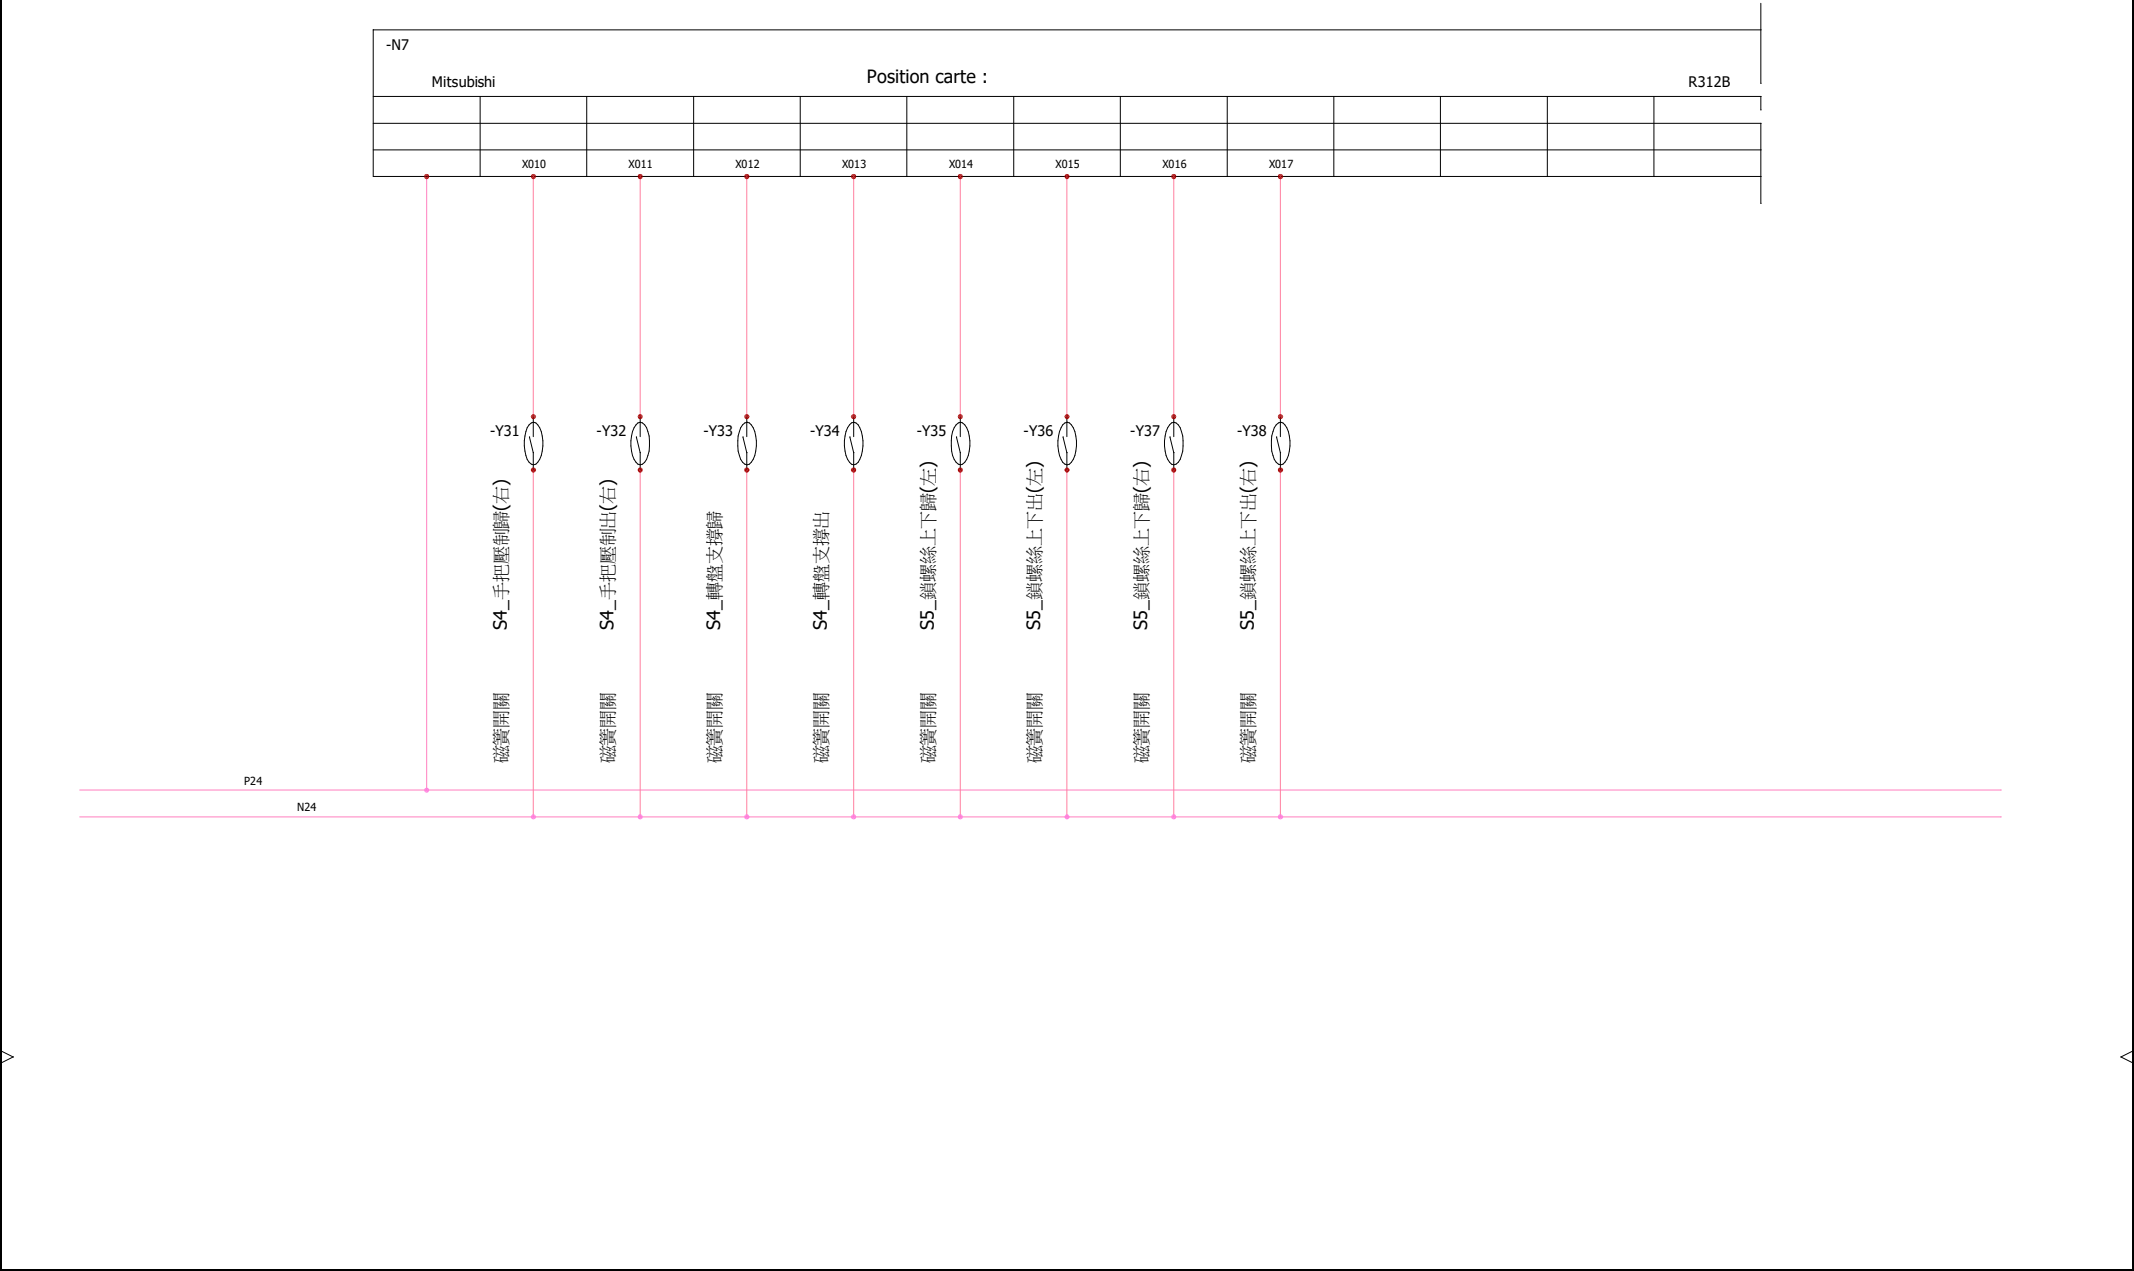 -N7
Mitsubishi
Position carte :
R312B
X010
X011
X012
X013
X014
X015
X016
X017
-Y31
-Y32
-Y33
-Y34
-Y35
-Y36
-Y37
-Y38
S4_手把壓制歸(右)
S4_手把壓制出(右)
S4_轉盤支撐歸
S4_轉盤支撐出
S5_鎖螺絲上下歸(左)
S5_鎖螺絲上下出(左)
S5_鎖螺絲上下歸(右)
S5_鎖螺絲上下出(右)
磁簧開關
磁簧開關
磁簧開關
磁簧開關
磁簧開關
磁簧開關
磁簧開關
磁簧開關
P24
N24